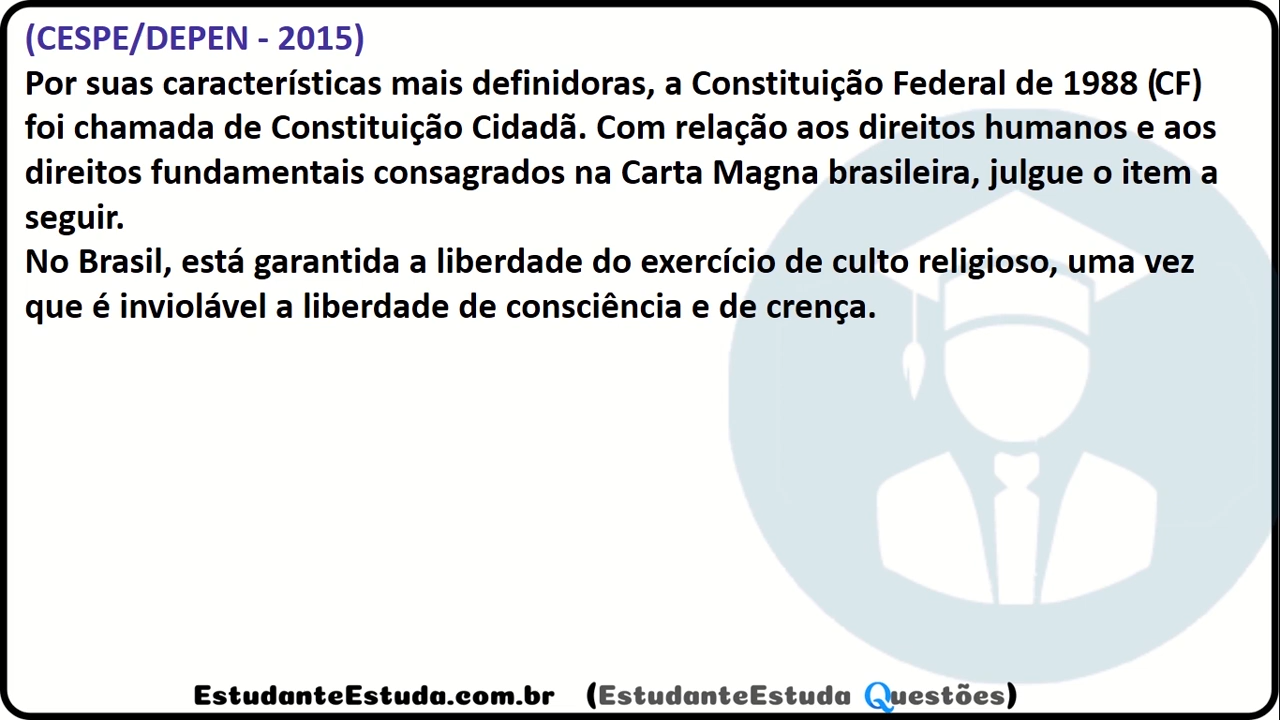 (CESPE/DEPEN - 2015)
Por suas características mais definidoras, a Constituição Federal de 1988 (CF)
foi chamada de Constituição Cidadã. Com relação aos direitos humanos e aos
direitos fundamentais consagrados na Carta Magna brasileira, julgue o item a
seguir.
No Brasil, está garantida a liberdade do exercício de culto religioso, uma vez
que é inviolável a liberdade de consciência e de crença.
EstudanteEstuda.com.br (EstudanteEstuda Questões)